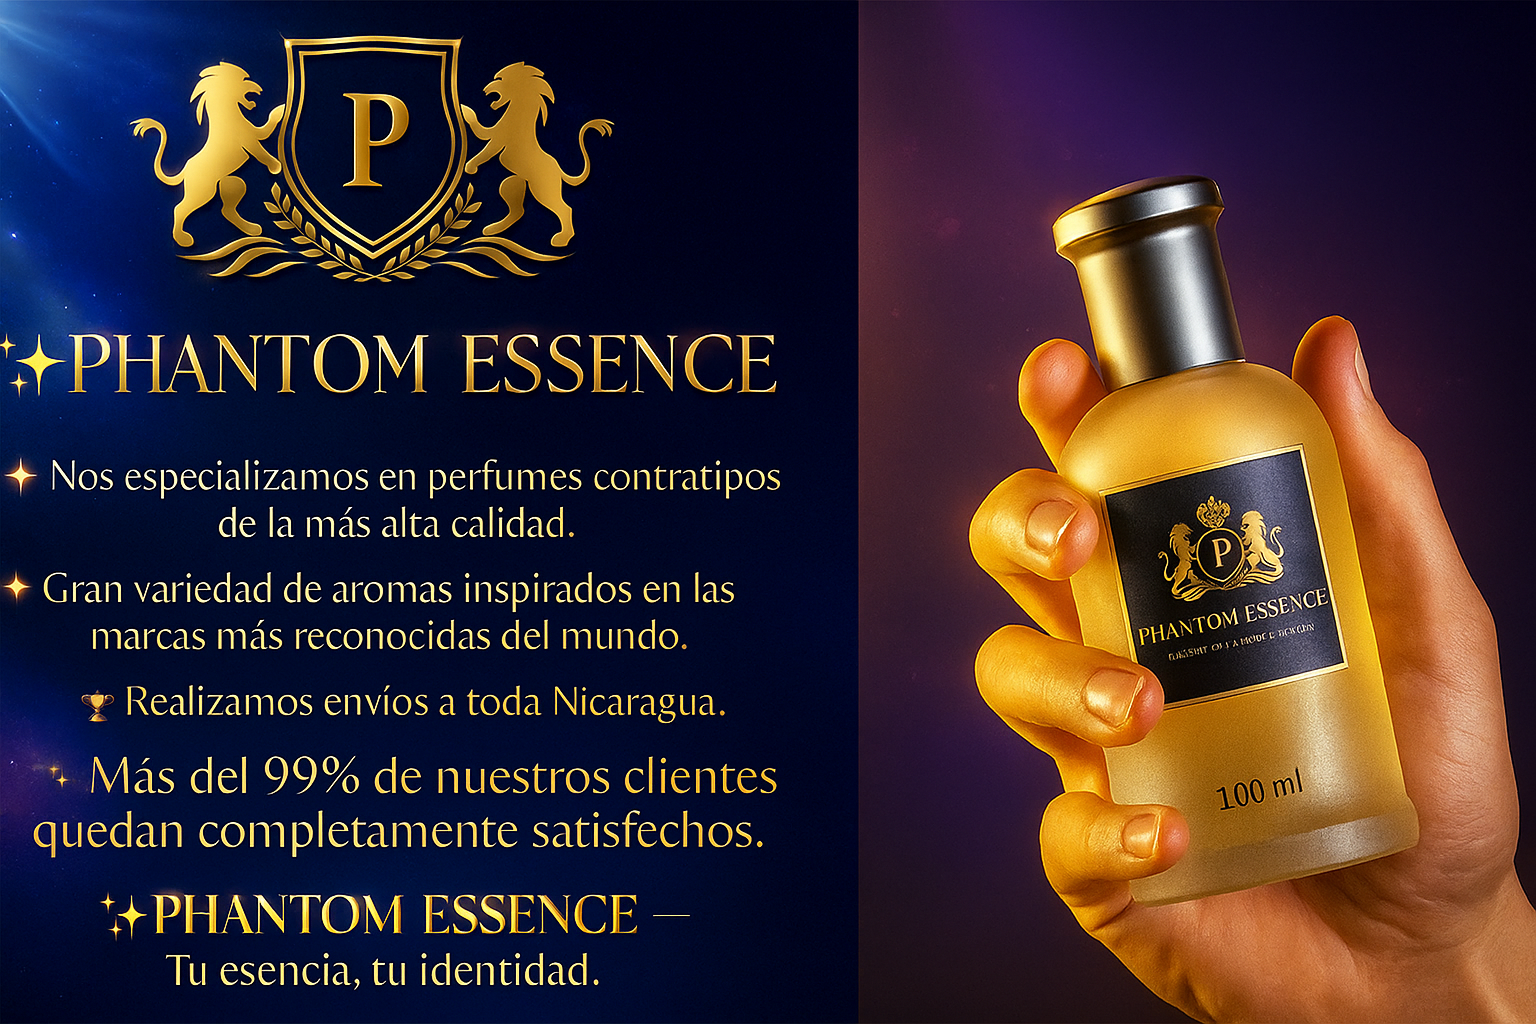 P
PHANTOM ESSENCE
Nos especializamos en perfumes contratipos
de la más alta calidad.
Gran variedad de aromas inspirados en las
marcas más reconocidas del mundo.
Realizamos envíos a toda Nicaragua.
Más del 99% de nuestros clientes
quedan completamente satisfechos.
PHANTOM ESSENCE —
Tu esencia, tu identidad.
P
PHANTOM ESSENCE
100 ml